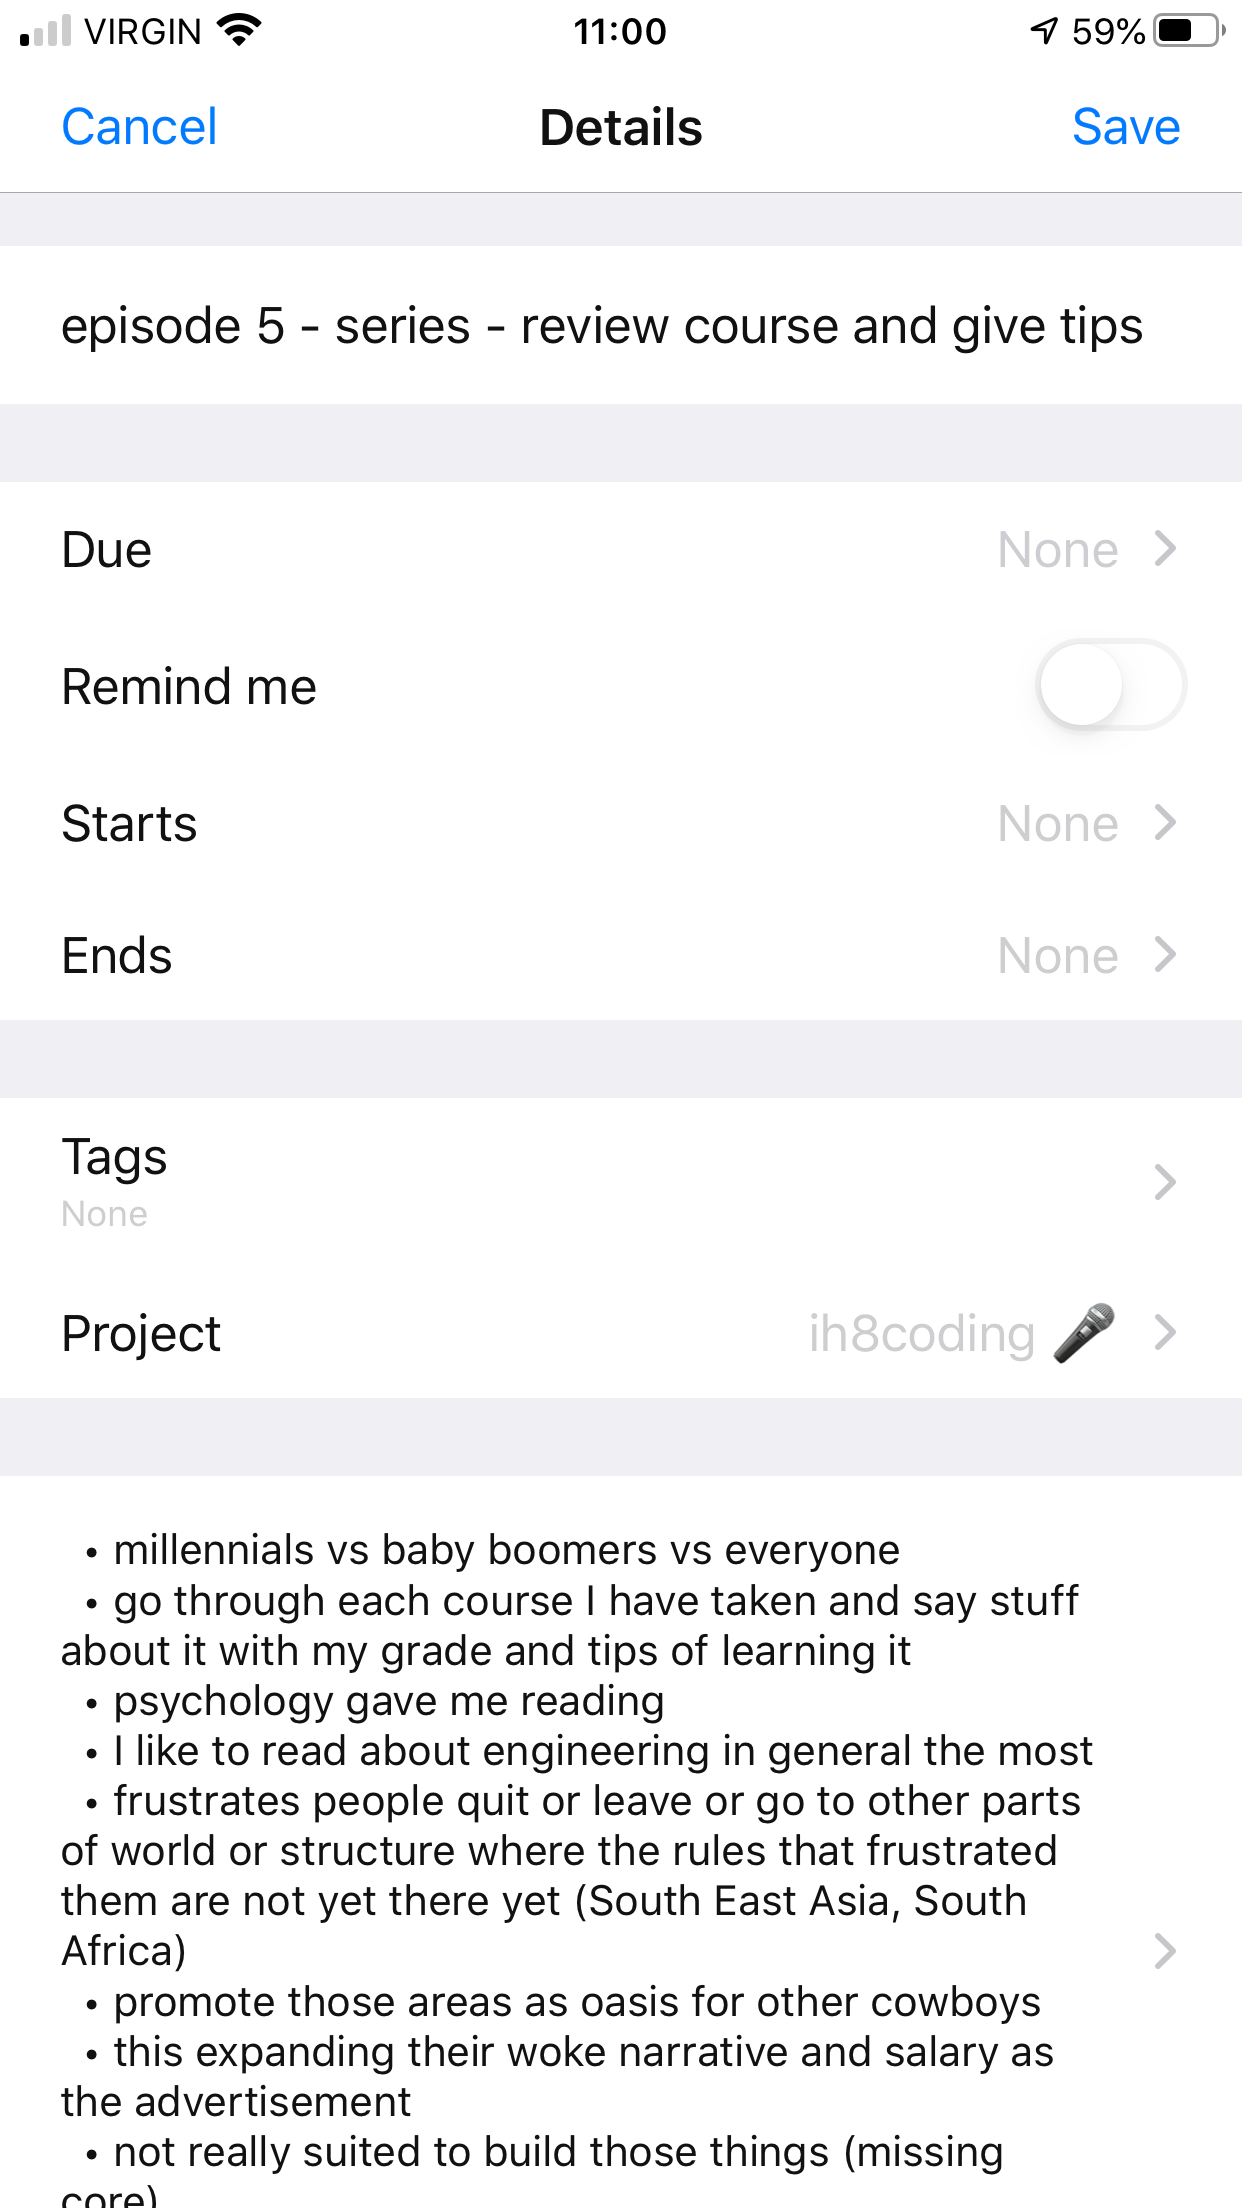 VIRGIN 11:00 59%
Cancel Details Save
episode 5 - series - review course and give tips
Due None
Remind me
Starts None
Ends None
Tags
None
Project ih8coding 🎤
• millennials vs baby boomers vs everyone
• go through each course I have taken and say stuff
about it with my grade and tips of learning it
• psychology gave me reading
• I like to read about engineering in general the most
• frustrates people quit or leave or go to other parts
of world or structure where the rules that frustrated
them are not yet there yet (South East Asia, South
Africa)
• promote those areas as oasis for other cowboys
• this expanding their woke narrative and salary as
the advertisement
• not really suited to build those things (missing
core)